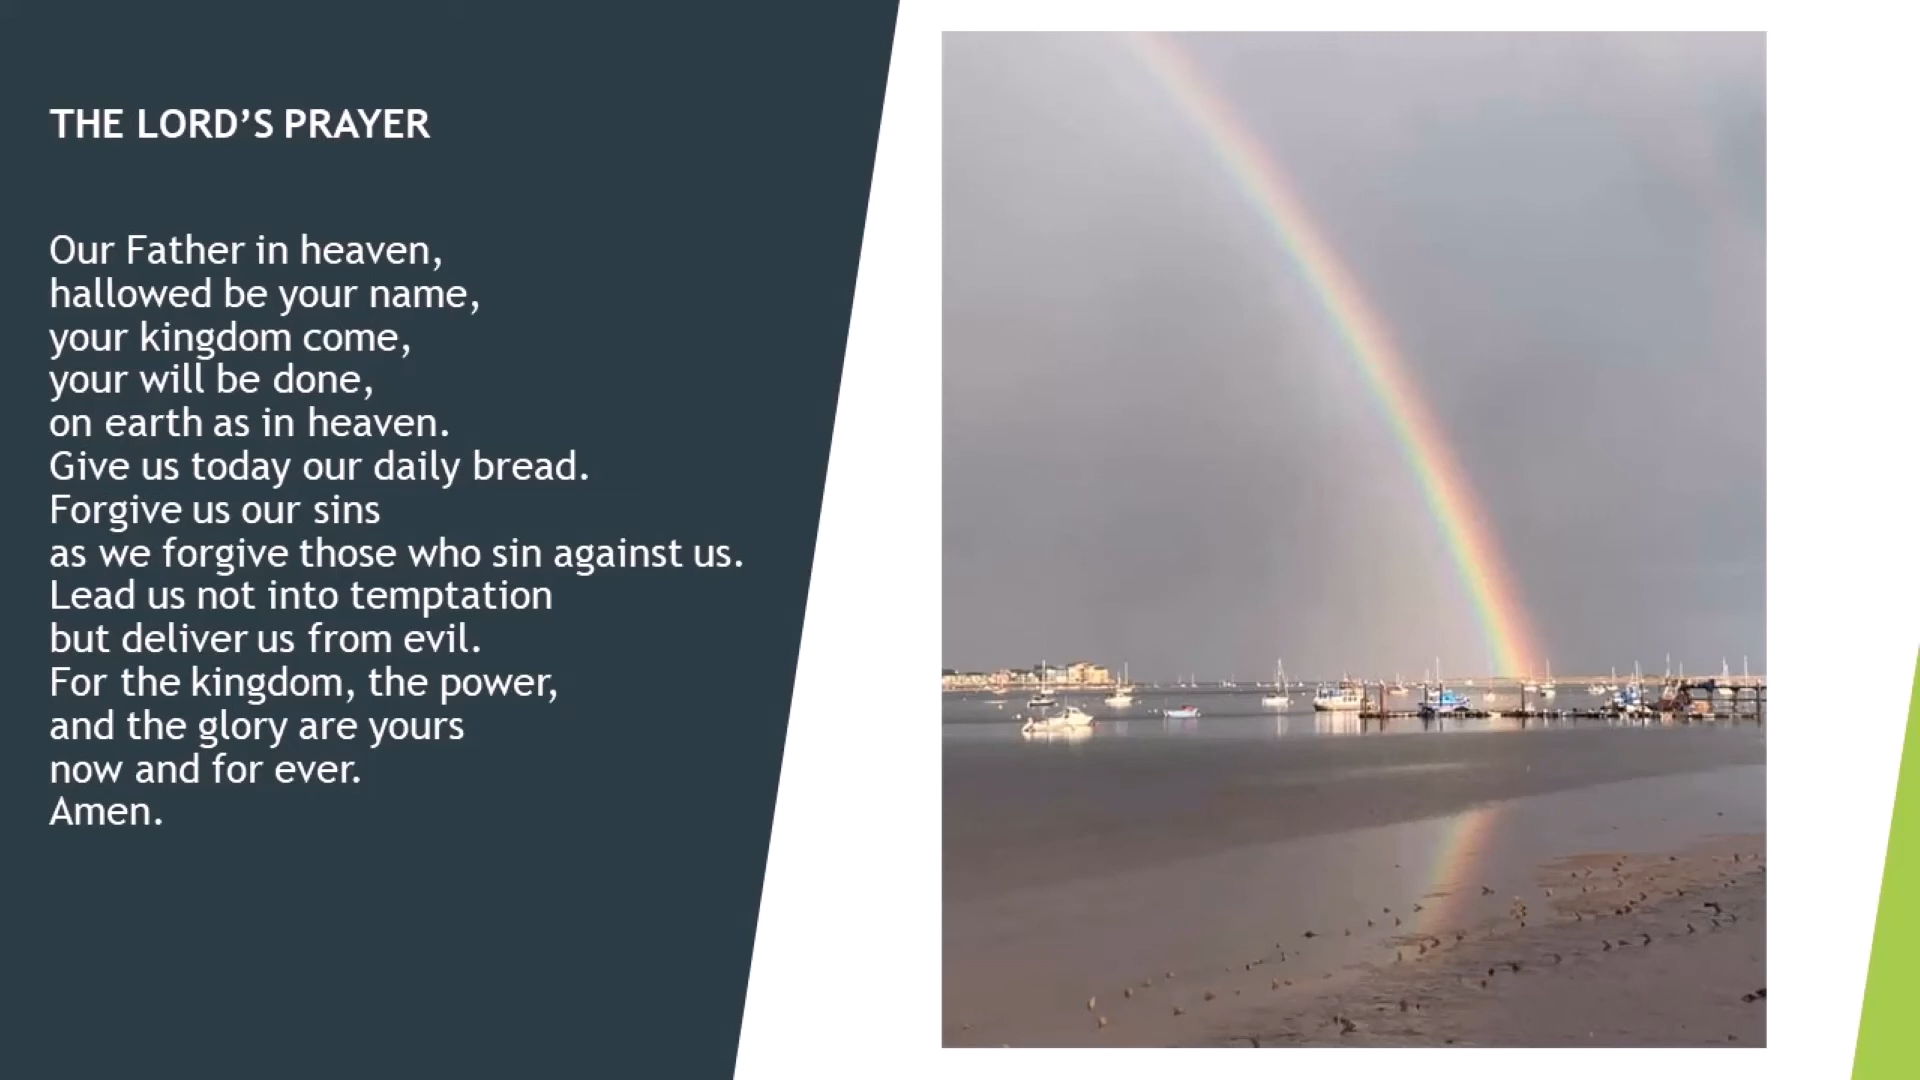 THE LORD’S PRAYER
Our Father in heaven,
hallowed be your name,
your kingdom come,
your will be done,
on earth as in heaven.
Give us today our daily bread.
Forgive us our sins
as we forgive those who sin against us.
Lead us not into temptation
but deliver us from evil.
For the kingdom, the power,
and the glory are yours
now and for ever.
Amen.